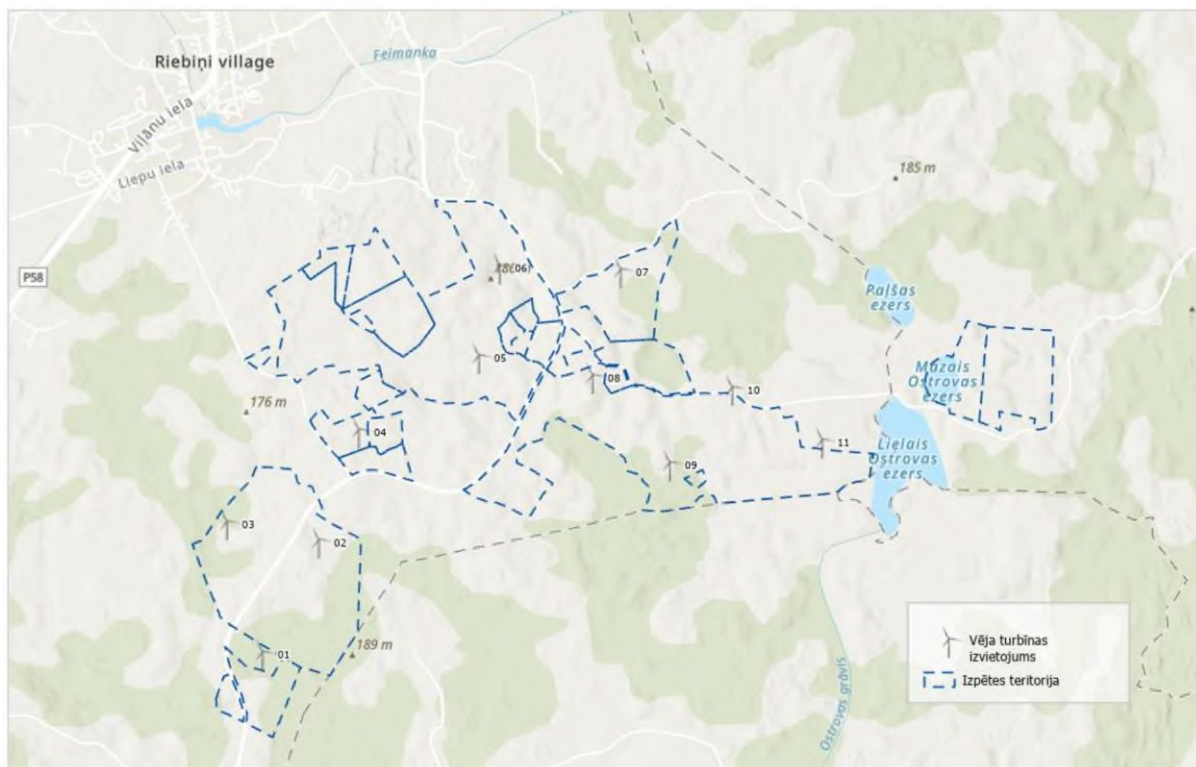 Riebiņi village
Feimanka
Viļānu iela
Liepu iela
185 m
P58
06
07
Paļšas
ezers
05
08
10
Mazais
Ostrovas
ezers
176 m
04
11
Lielais
Ostrovas
ezers
09
03
02
01
189 m
Vēja turbīnas
izvietojums
Izpētes teritorija
Ostrovas grāvis